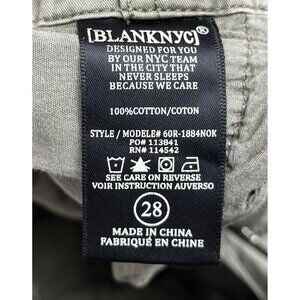 [BLANKNYC]®
DESIGNED FOR YOU
BY OUR NYC TEAM
IN THE CITY THAT
NEVER SLEEPS
BECAUSE WE CARE
100%COTTON/COTON
STYLE / MODELE# 60R-1884NOK
PO# 113841
RN# 114542
SEE CARE ON REVERSE
VOIR INSTRUCTION AUVERSO
28
MADE IN CHINA
FABRIQUÉ EN CHINE